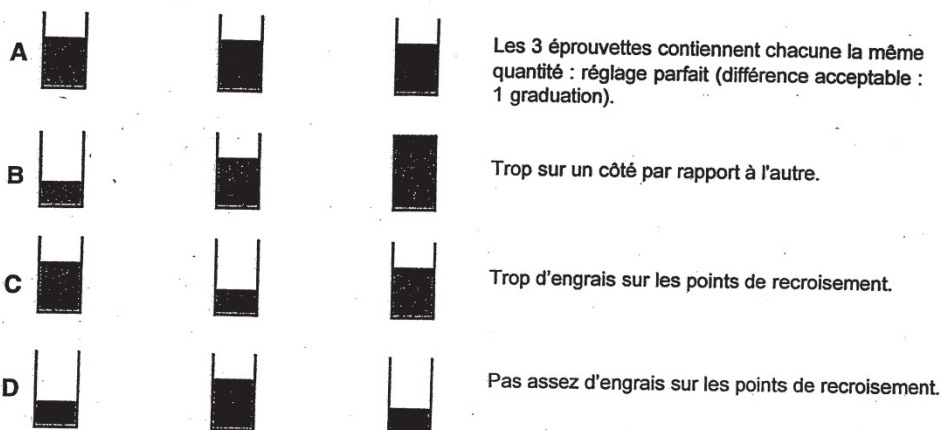 A Les 3 éprouvettes contiennent chacune la même
quantité : réglage parfait (différence acceptable :
1 graduation).
B Trop sur un côté par rapport à l'autre.
C Trop d'engrais sur les points de recroisement.
D Pas assez d'engrais sur les points de recroisement.